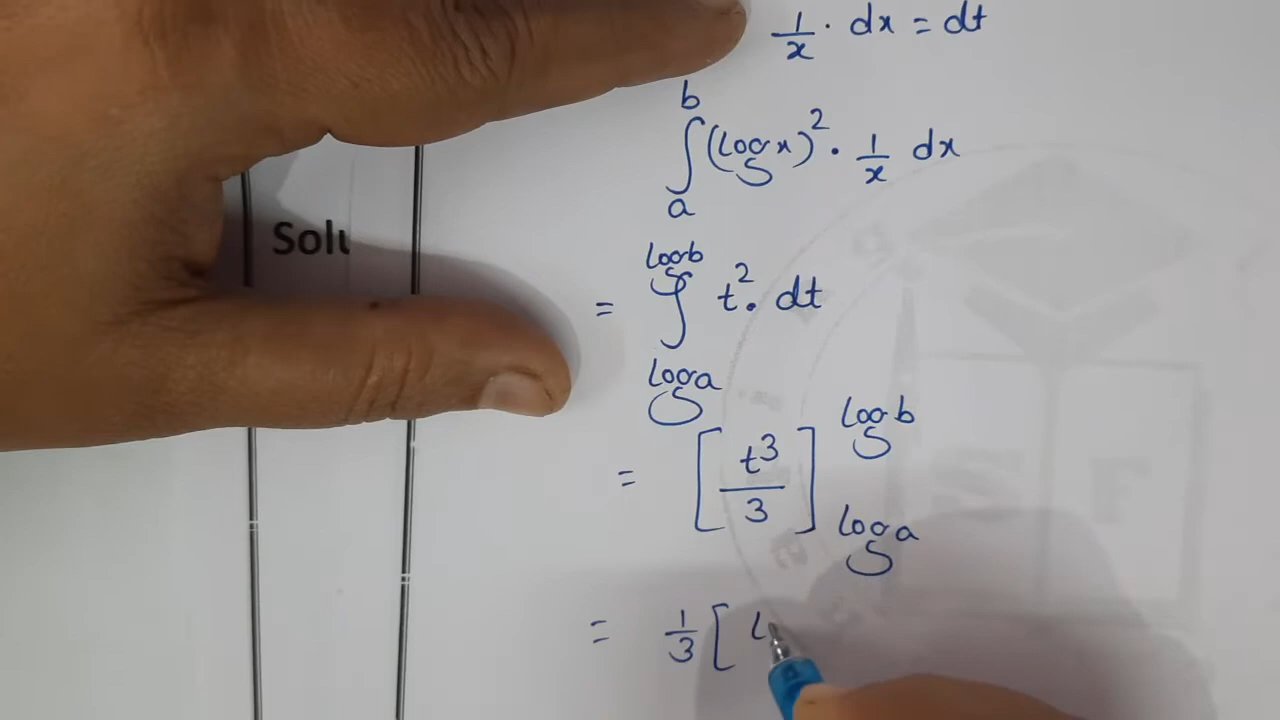 1/x · dx = dt
∫_a^b (log x)^2 · 1/x dx
= ∫_{log a}^{log b} t^2 · dt
Solu
= [t^3/3]_{log a}^{log b}
= 1/3 [ l